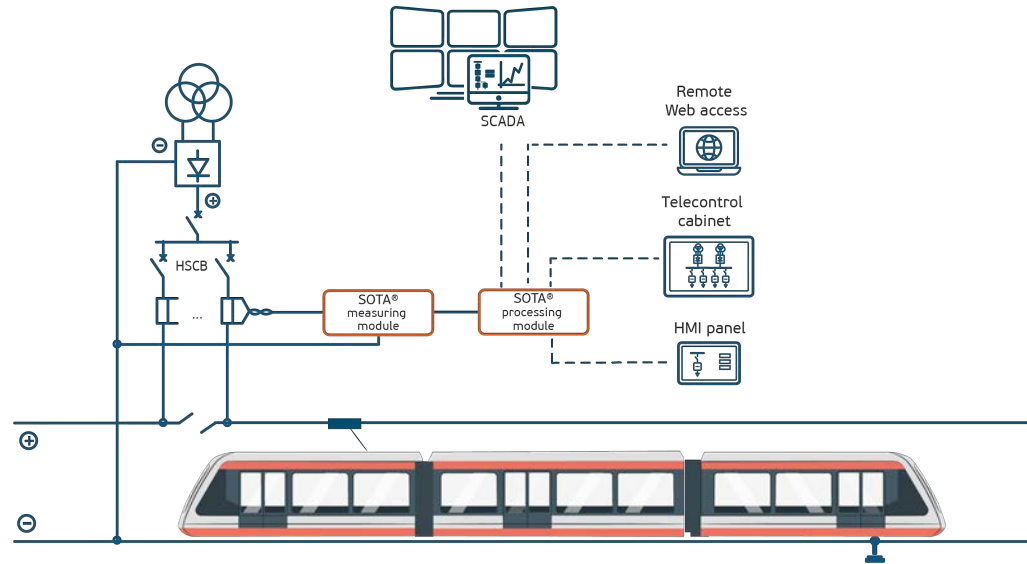 SCADA
Remote
Web access
Telecontrol
cabinet
HSCB
...
SOTA®
measuring
module
SOTA®
processing
module
HMI panel